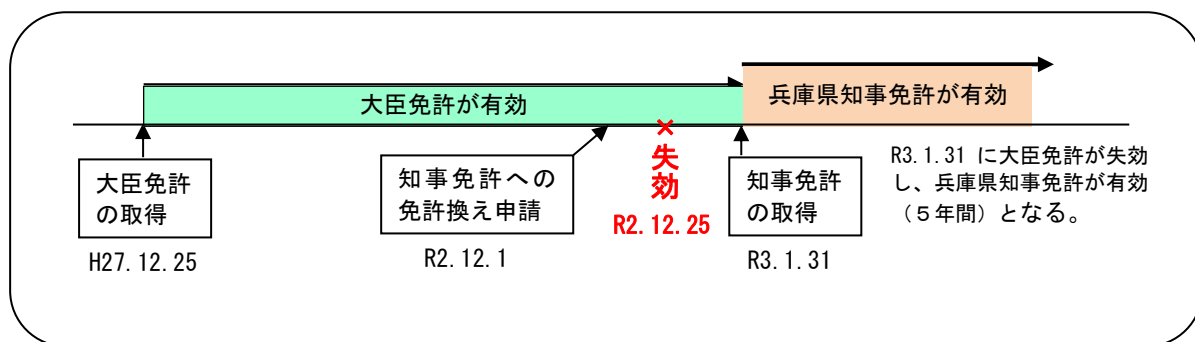 大臣免許が有効
兵庫県知事免許が有効
大臣免許
の取得
H27.12.25
知事免許への
免許換え申請
R2.12.1
×
失
効
R2.12.25
知事免許
の取得
R3.1.31
R3.1.31 に大臣免許が失効
し、兵庫県知事免許が有効
（５年間）となる。